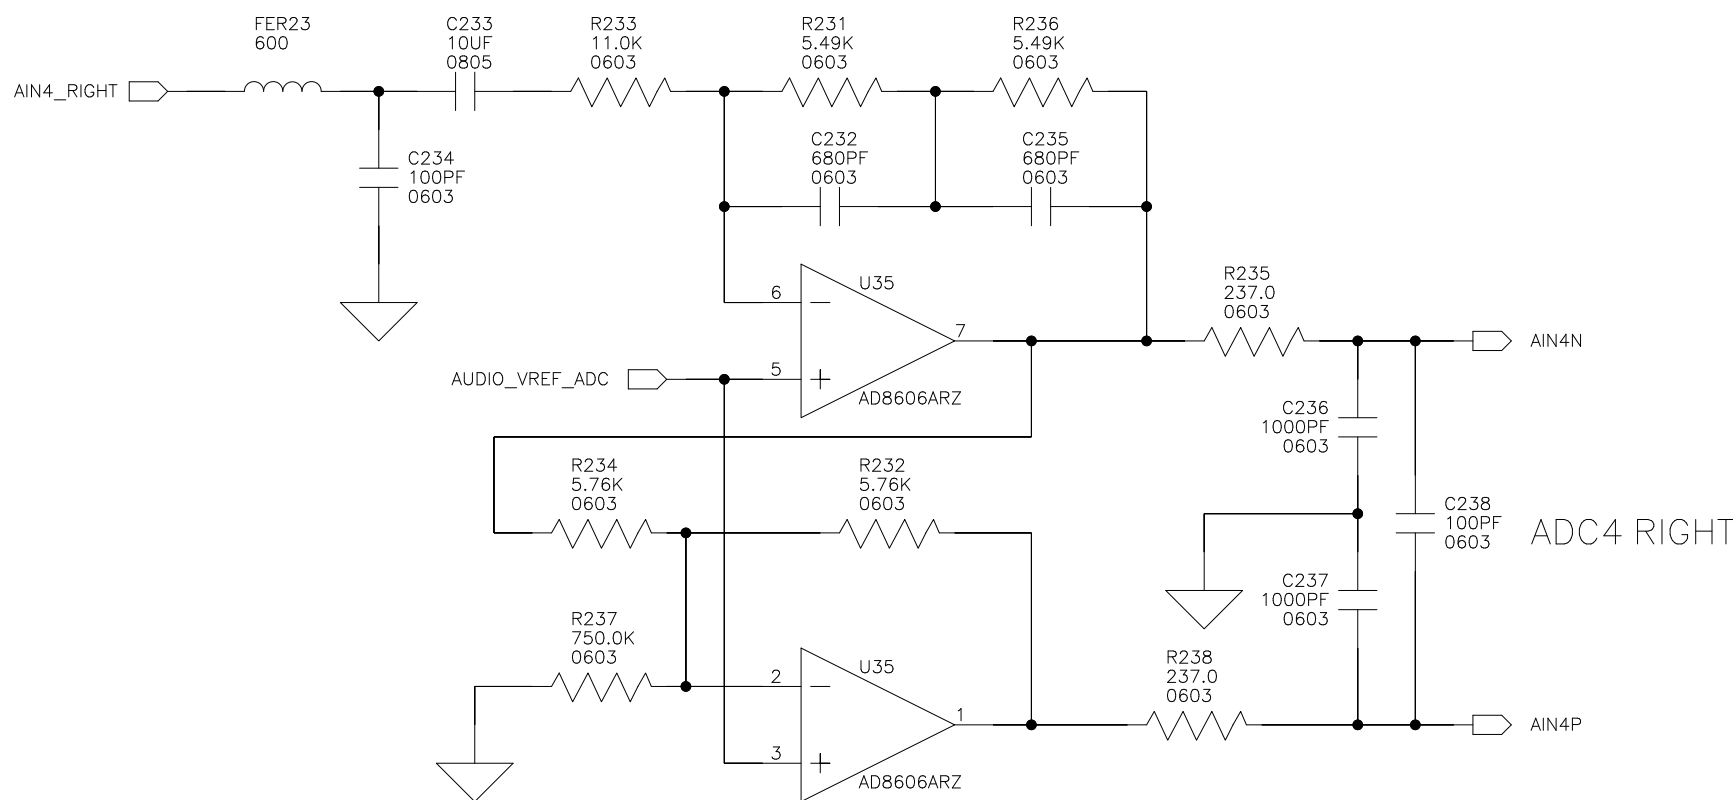 FER23
600
C233
10UF
0805
R233
11.0K
0603
R231
5.49K
0603
R236
5.49K
0603
AIN4_RIGHT
C234
100PF
0603
C232
680PF
0603
C235
680PF
0603
U35
6
7
5
AD8606ARZ
R235
237.0
0603
AIN4N
AUDIO_VREF_ADC
C236
1000PF
0603
R234
5.76K
0603
R232
5.76K
0603
C238
100PF
0603
ADC4 RIGHT
C237
1000PF
0603
R237
750.0K
0603
U35
2
1
3
AD8606ARZ
R238
237.0
0603
AIN4P